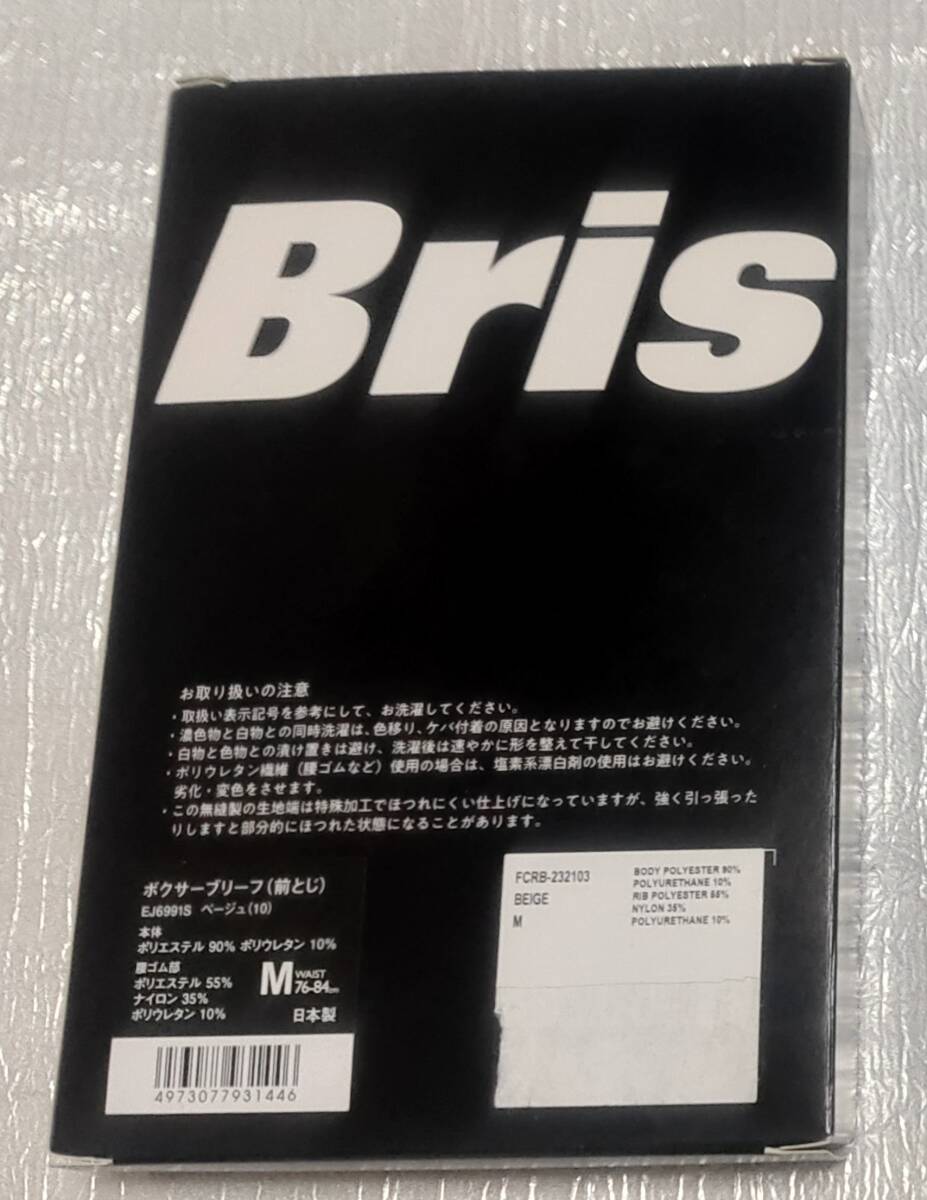 Bris
お取り扱いの注意
・取扱い表示記号を参考にして、お洗濯してください。
・濃色物と白物との同時洗濯は、色移り、ケバ付着の原因となりますのでお避けください。
・白物と色物との漬け置きは避け、洗濯後は速やかに形を整えて干してください。
・ポリウレタン繊維（腰ゴムなど）使用の場合は、塩素系漂白剤の使用はお避けください。
劣化・変色をさせます。
・この無縫製の生地端は特殊加工でほつれにくい仕上げになっていますが、強く引っ張った
りしますと部分的にほつれた状態になることがあります。
ボクサーブリーフ(前とじ)
EJ6991S ベージュ(10)
本体
ポリエステル 90% ポリウレタン 10%
腰ゴム部
ポリエステル 55%
ナイロン 35%
ポリウレタン 10%
M WAIST
76-84cm
日本製
4973077931446
FCRB-232103
BEIGE
M
BODY POLYESTER 90%
POLYURETHANE 10%
RIB POLYESTER 55%
NYLON 35%
POLYURETHANE 10%